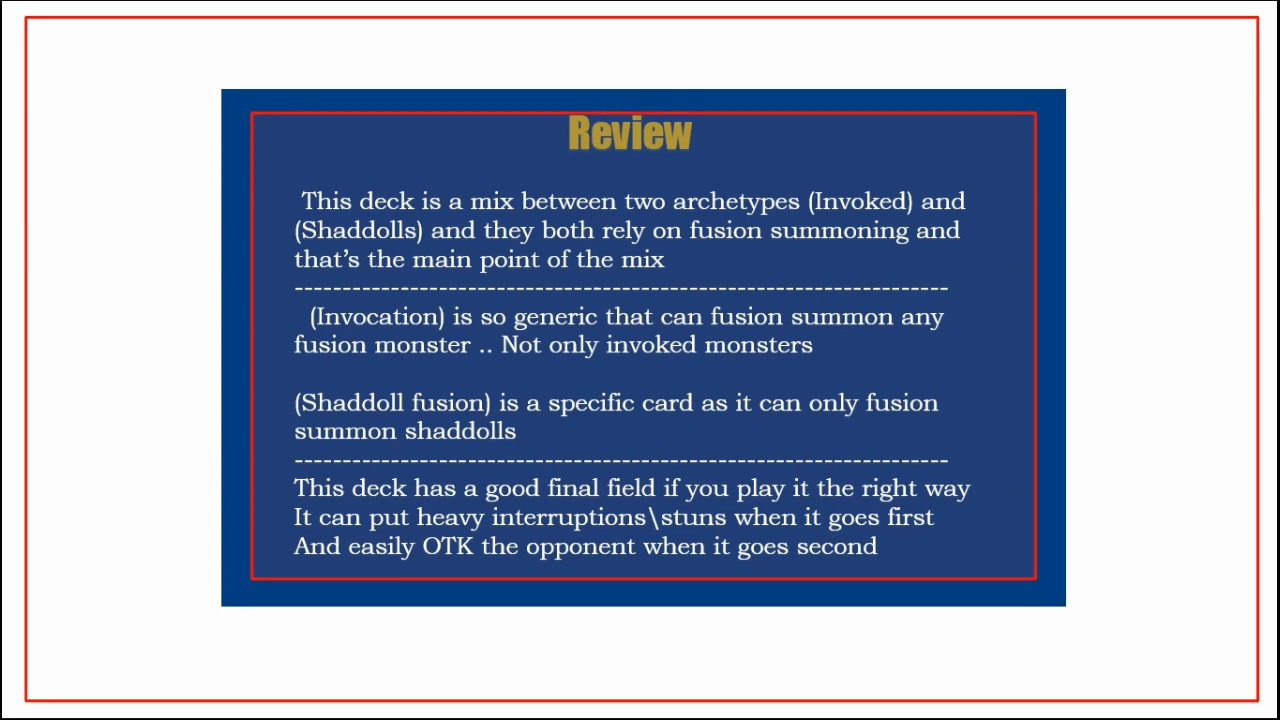 Review
This deck is a mix between two archetypes (Invoked) and
(Shaddolls) and they both rely on fusion summoning and
that’s the main point of the mix
--------------------------------------------------------------------
(Invocation) is so generic that can fusion summon any
fusion monster .. Not only invoked monsters
(Shaddoll fusion) is a specific card as it can only fusion
summon shaddolls
--------------------------------------------------------------------
This deck has a good final field if you play it the right way
It can put heavy interruptions\stuns when it goes first
And easily OTK the opponent when it goes second